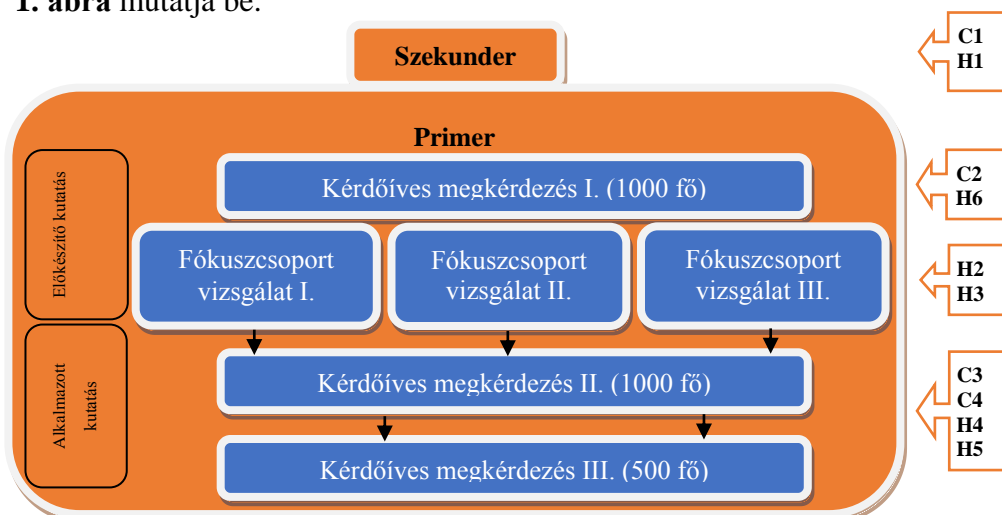 1. ábra mutatja be.
Szekunder
C1
H1
Primer
Előkészítő kutatás
Kérdőíves megkérdezés I. (1000 fő)
C2
H6
Fókuszcsoport
vizsgálat I.
Fókuszcsoport
vizsgálat II.
Fókuszcsoport
vizsgálat III.
H2
H3
Alkalmazott
kutatás
Kérdőíves megkérdezés II. (1000 fő)
C3
C4
H4
H5
Kérdőíves megkérdezés III. (500 fő)